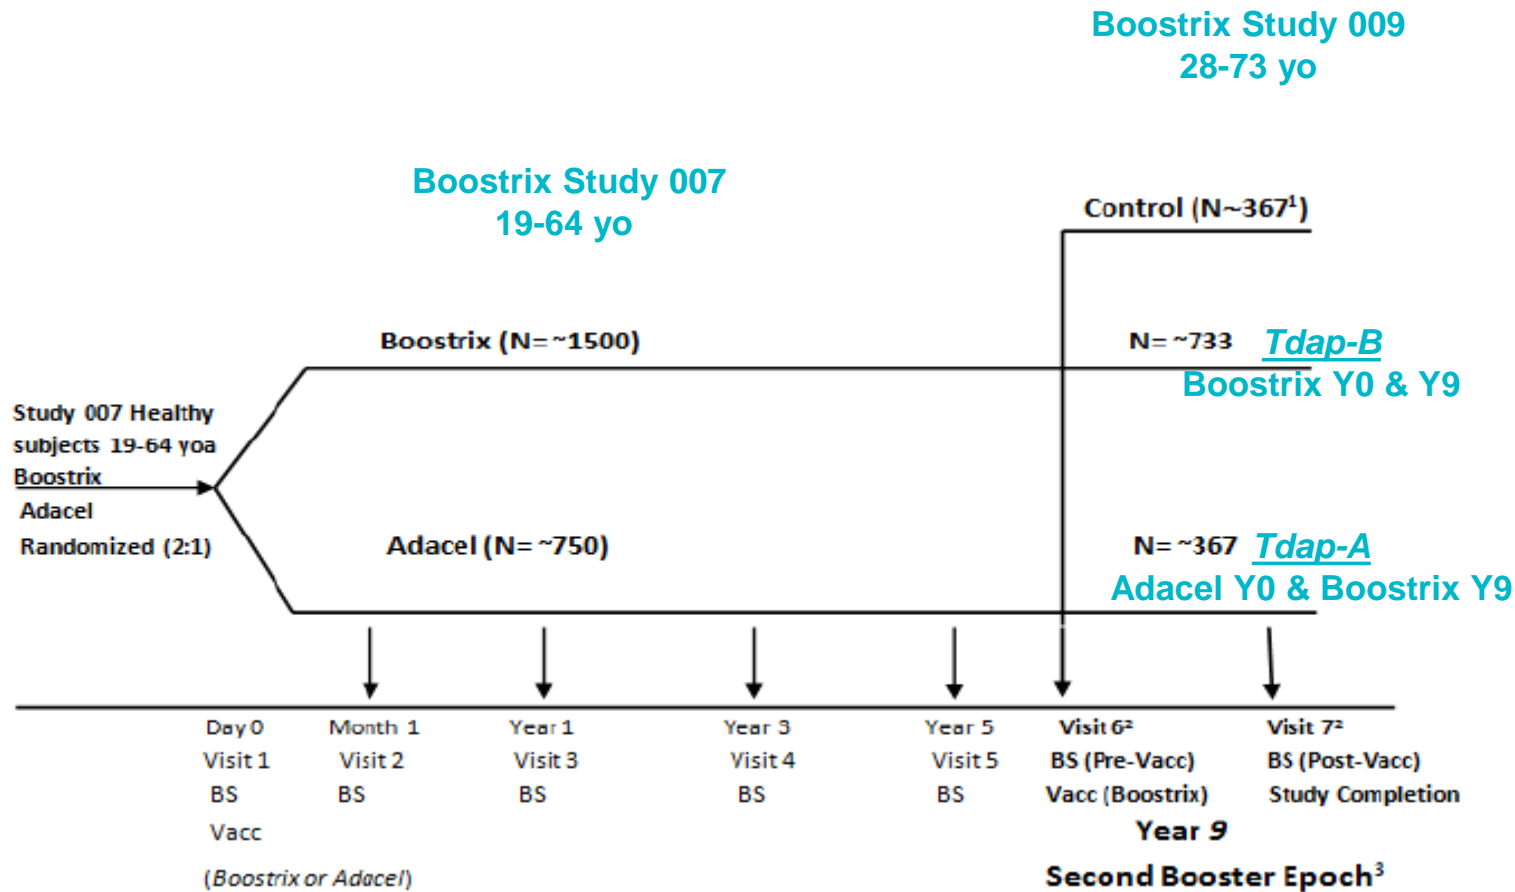 Boostrix Study 009
28-73 yo
Boostrix Study 007
19-64 yo
Control (N~367¹)
Boostrix (N= ~1500)
N= ~733 Tdap-B
Boostrix Y0 & Y9
Study 007 Healthy
subjects 19-64 yoa
Boostrix
Adacel
Randomized (2:1)
Adacel (N= ~750)
N= ~367 Tdap-A
Adacel Y0 & Boostrix Y9
Day 0 Month 1 Year 1 Year 3 Year 5 Visit 6² Visit 7²
Visit 1 Visit 2 Visit 3 Visit 4 Visit 5 BS (Pre-Vacc) BS (Post-Vacc)
BS BS BS BS BS Vacc (Boostrix) Study Completion
Vacc Year 9
(Boostrix or Adacel) Second Booster Epoch³